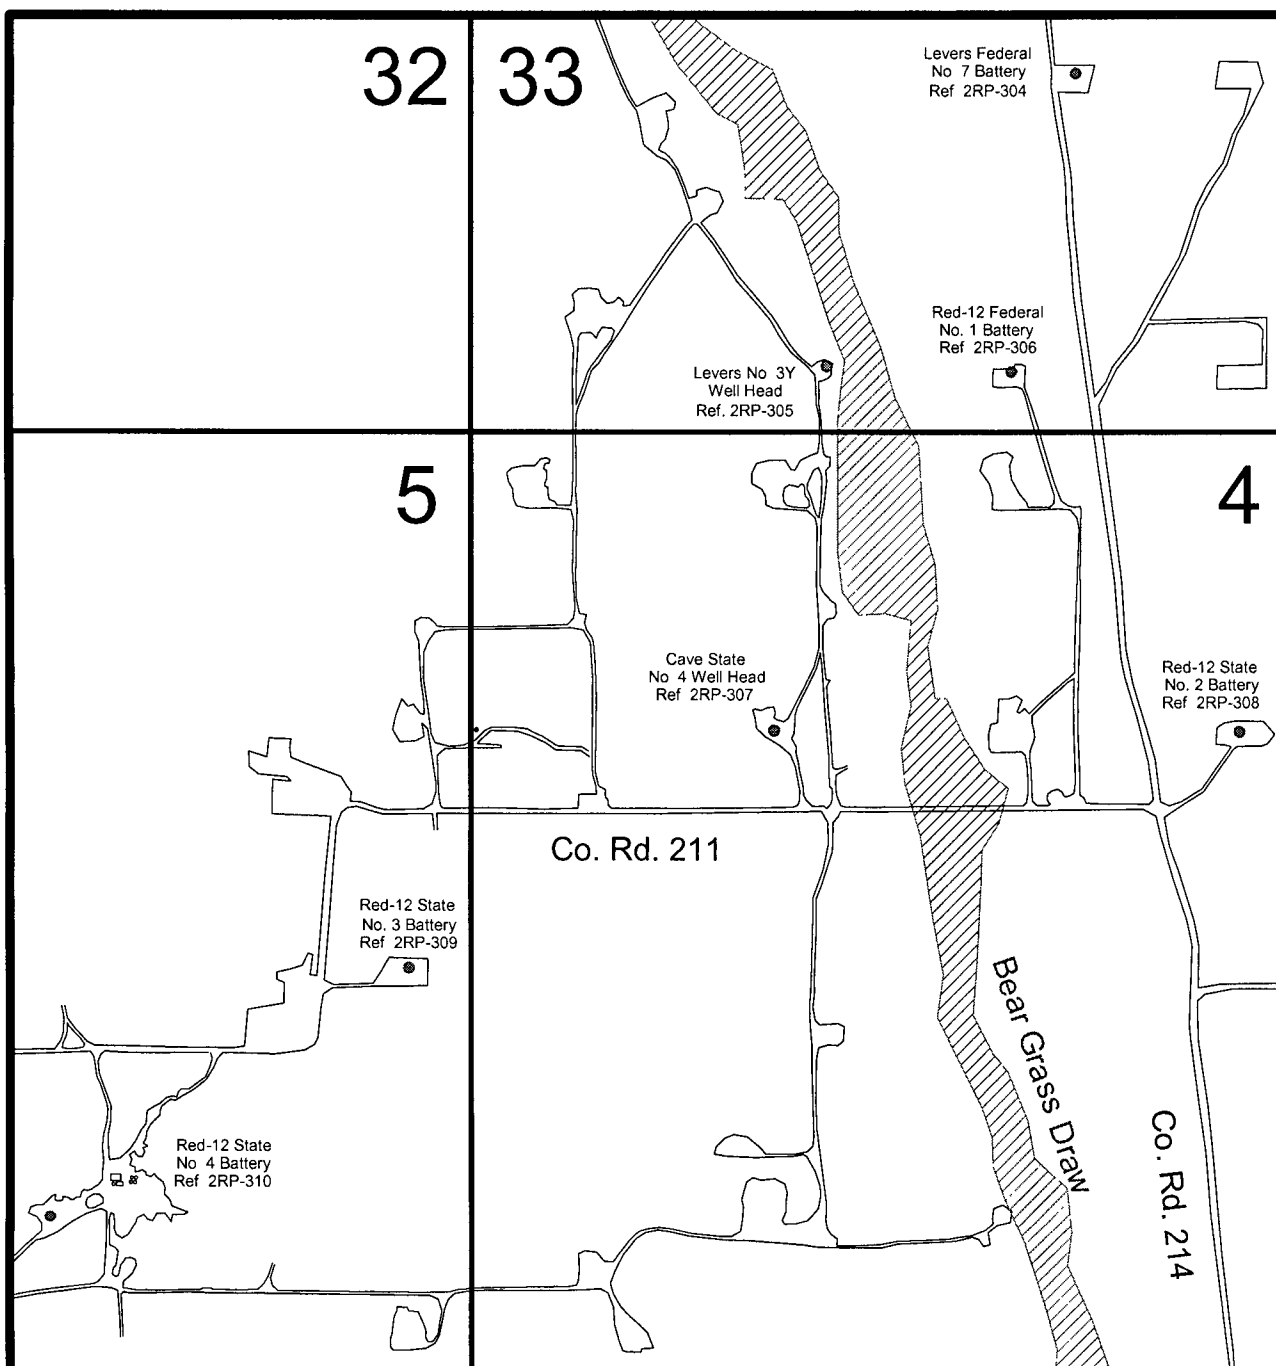 32
33
Levers Federal
No 7 Battery
Ref 2RP-304
Red-12 Federal
No. 1 Battery
Ref 2RP-306
Levers No 3Y
Well Head
Ref. 2RP-305
5
4
Cave State
No 4 Well Head
Ref 2RP-307
Red-12 State
No. 2 Battery
Ref 2RP-308
Co. Rd. 211
Red-12 State
No. 3 Battery
Ref 2RP-309
Bear Grass Draw
Co. Rd. 214
Red-12 State
No 4 Battery
Ref 2RP-310